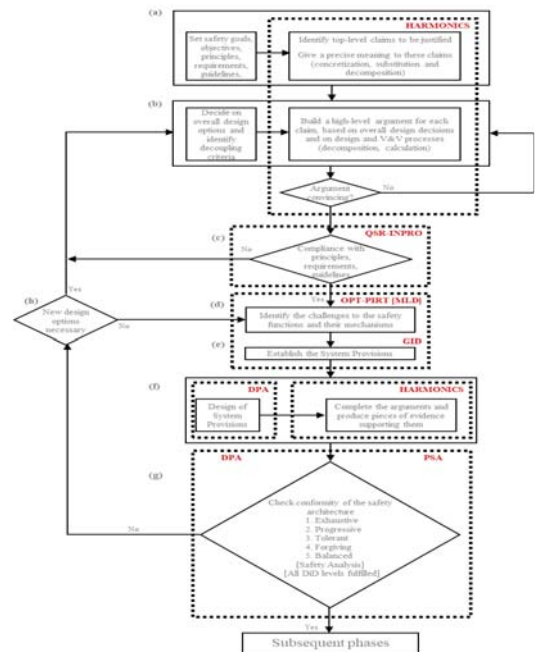 (a)
HARMONICS
Set safety goals,
objectives,
principles,
requirements,
guidelines,
Identify top-level claims to be justified
Give a precise meaning to these claims
(concretization, substitution and
decomposition)
(b)
Decide on
overall design
options and
identify
decoupling
criteria
Build a high-level argument for each
claim, based on overall design decisions
and on design and V&V processes
(decomposition, calculation)
Argument
convincing?
No
(c)
QSR-INPRO
No
Compliance with
principles,
requirements,
guidelines
Yes
Yes
(h)
New design
options
necessary
No
(d)
OPT-PIRT [MLD]
Identify the challenges to the safety
functions and their mechanisms
(e)
GID
Establish the System Provisions
(f)
DPA
HARMONICS
Design of
System
Provisions
Complete the arguments and
produce pieces of evidence
supporting them
DPA
PSA
(g)
Check conformity of the safety
architecture
1. Exhaustive
2. Progressive
3. Tolerant
4. Forgiving
5. Balanced
[Safety Analysis]
[All DiD levels fulfilled]
No
Yes
Subsequent phases